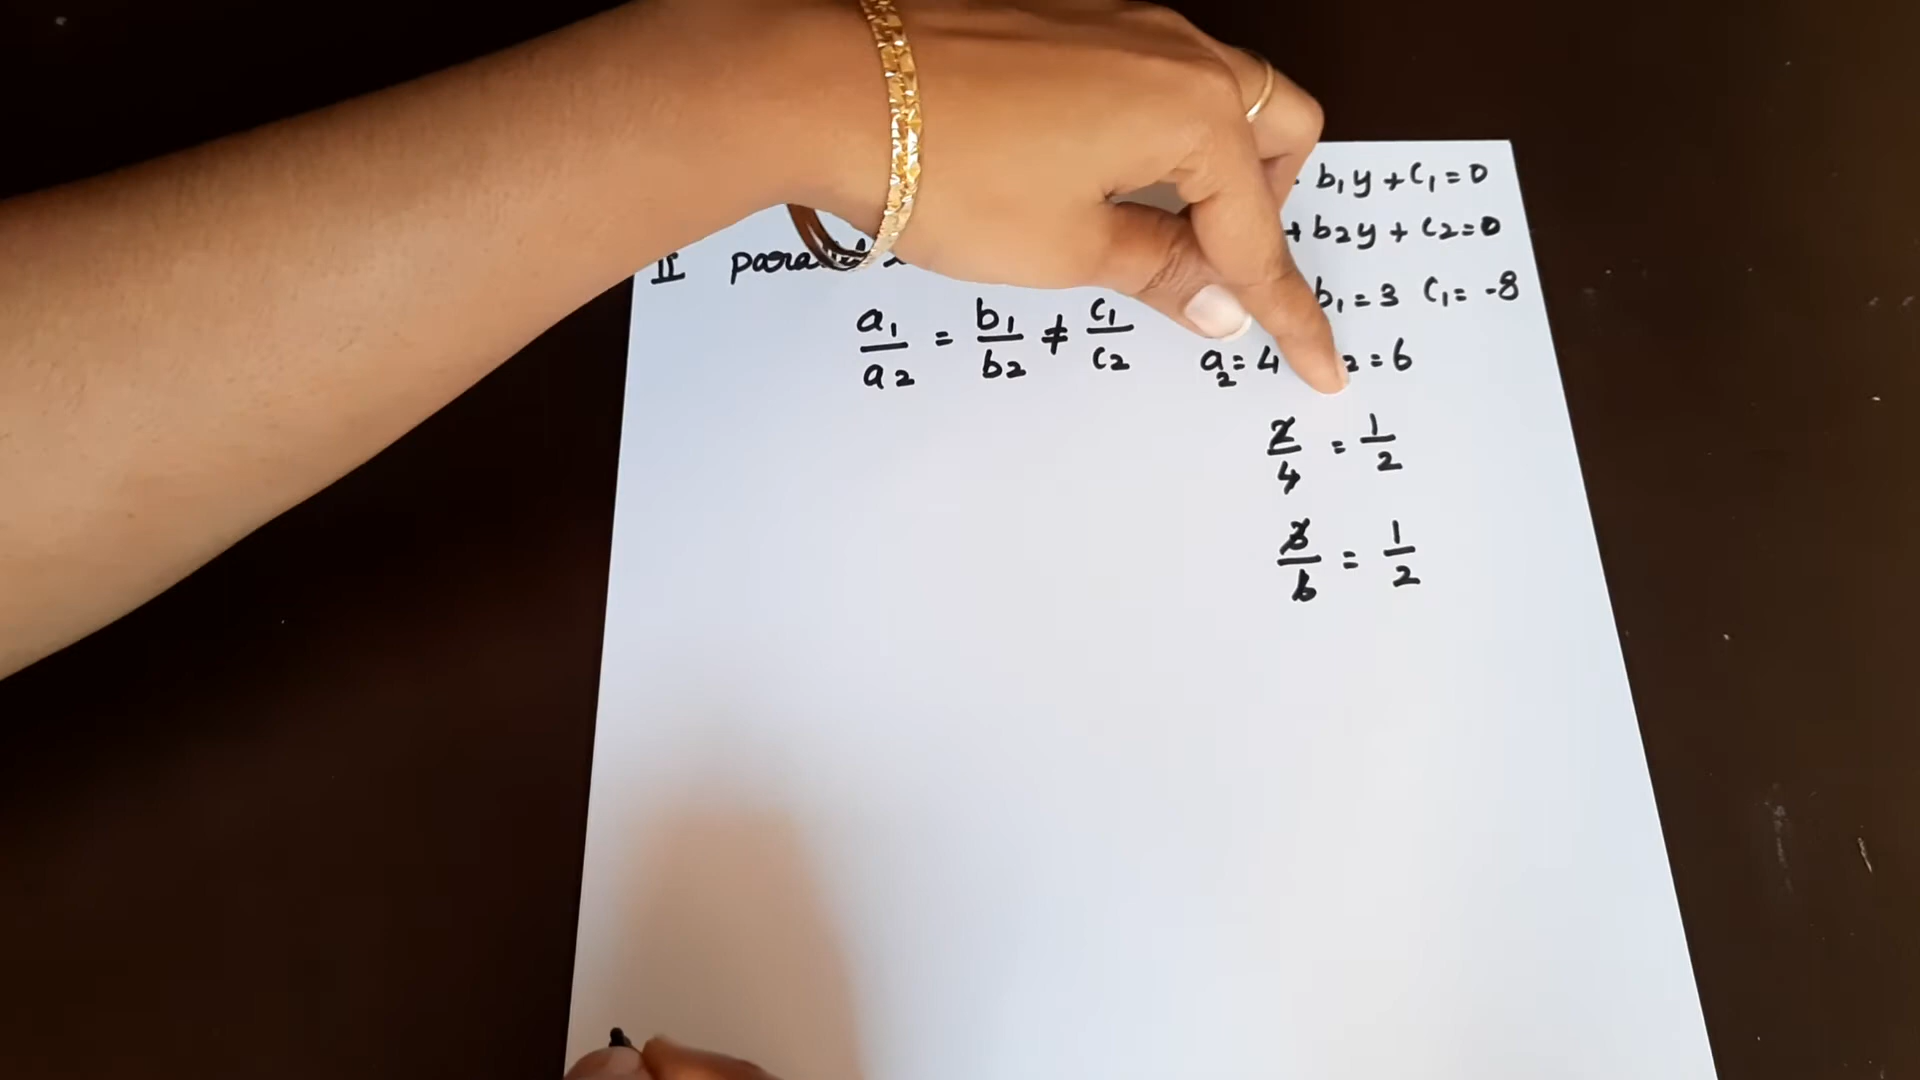 b₁y + c₁ = 0
+ b₂y + c₂ = 0
II
b₁ = 3 c₁ = -8
a₁/a₂ = b₁/b₂ ≠ c₁/c₂
a₂ = 4 ₂ = 6
2/4 = 1/2
3/6 = 1/2